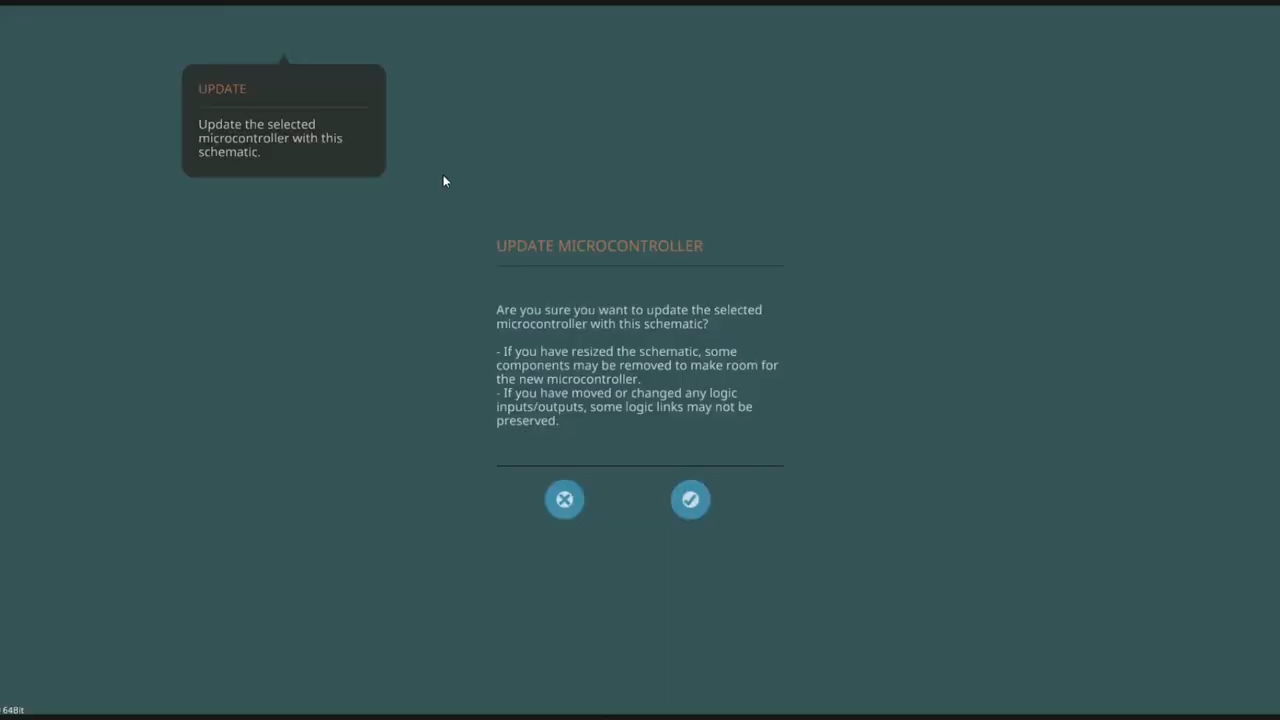 UPDATE
Update the selected
microcontroller with this
schematic.
UPDATE MICROCONTROLLER
Are you sure you want to update the selected
microcontroller with this schematic?
- If you have resized the schematic, some
components may be removed to make room for
the new microcontroller.
- If you have moved or changed any logic
inputs/outputs, some logic links may not be
preserved.
64Bit